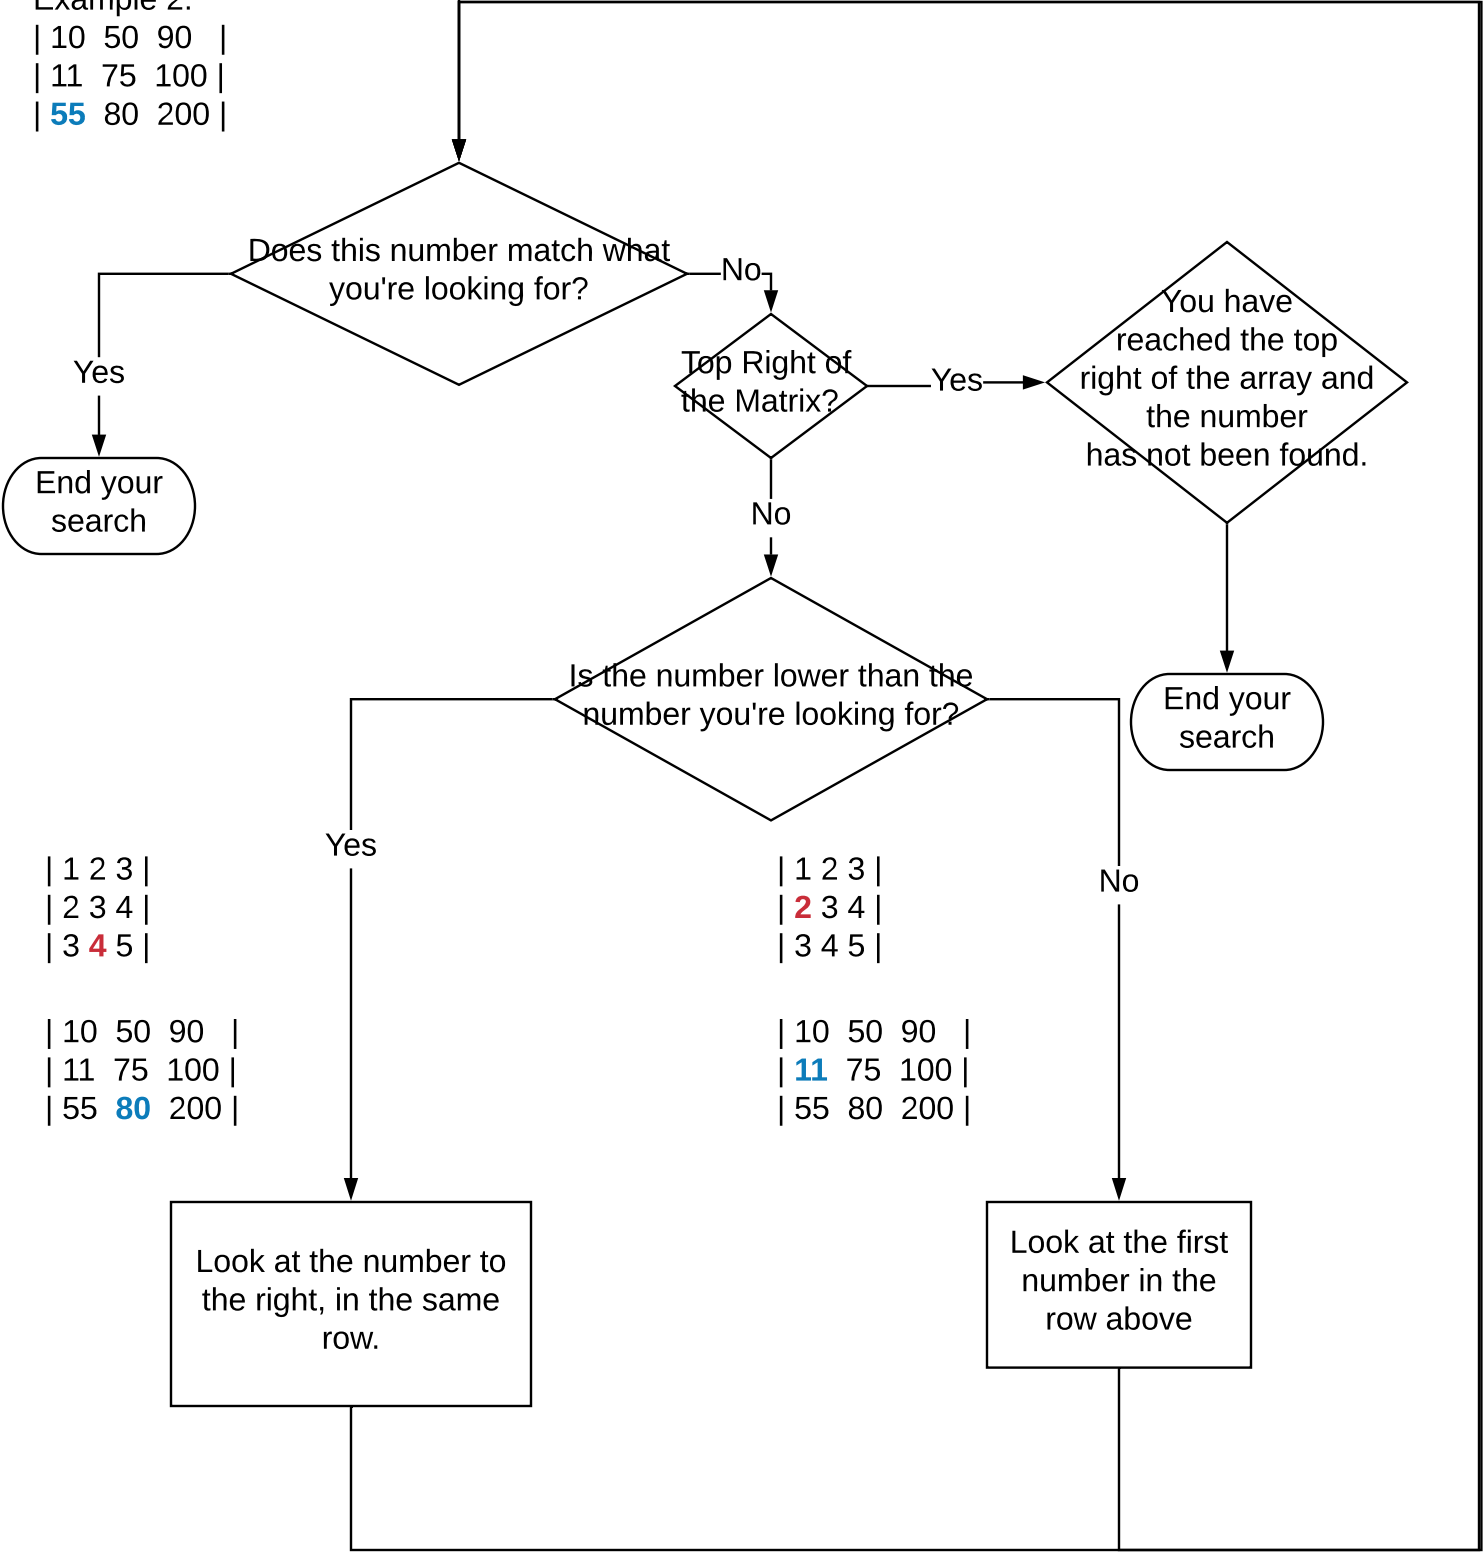 Example 2:
| 10 50 90 |
| 11 75 100 |
| 55 80 200 |
Does this number match what
you're looking for?
No
Yes
End your
search
Top Right of
the Matrix?
Yes
You have
reached the top
right of the array and
the number
has not been found.
No
End your
search
Is the number lower than the
number you're looking for?
Yes
No
| 1 2 3 |
| 2 3 4 |
| 3 4 5 |
| 10 50 90 |
| 11 75 100 |
| 55 80 200 |
| 1 2 3 |
| 2 3 4 |
| 3 4 5 |
| 10 50 90 |
| 11 75 100 |
| 55 80 200 |
Look at the number to
the right, in the same
row.
Look at the first
number in the
row above